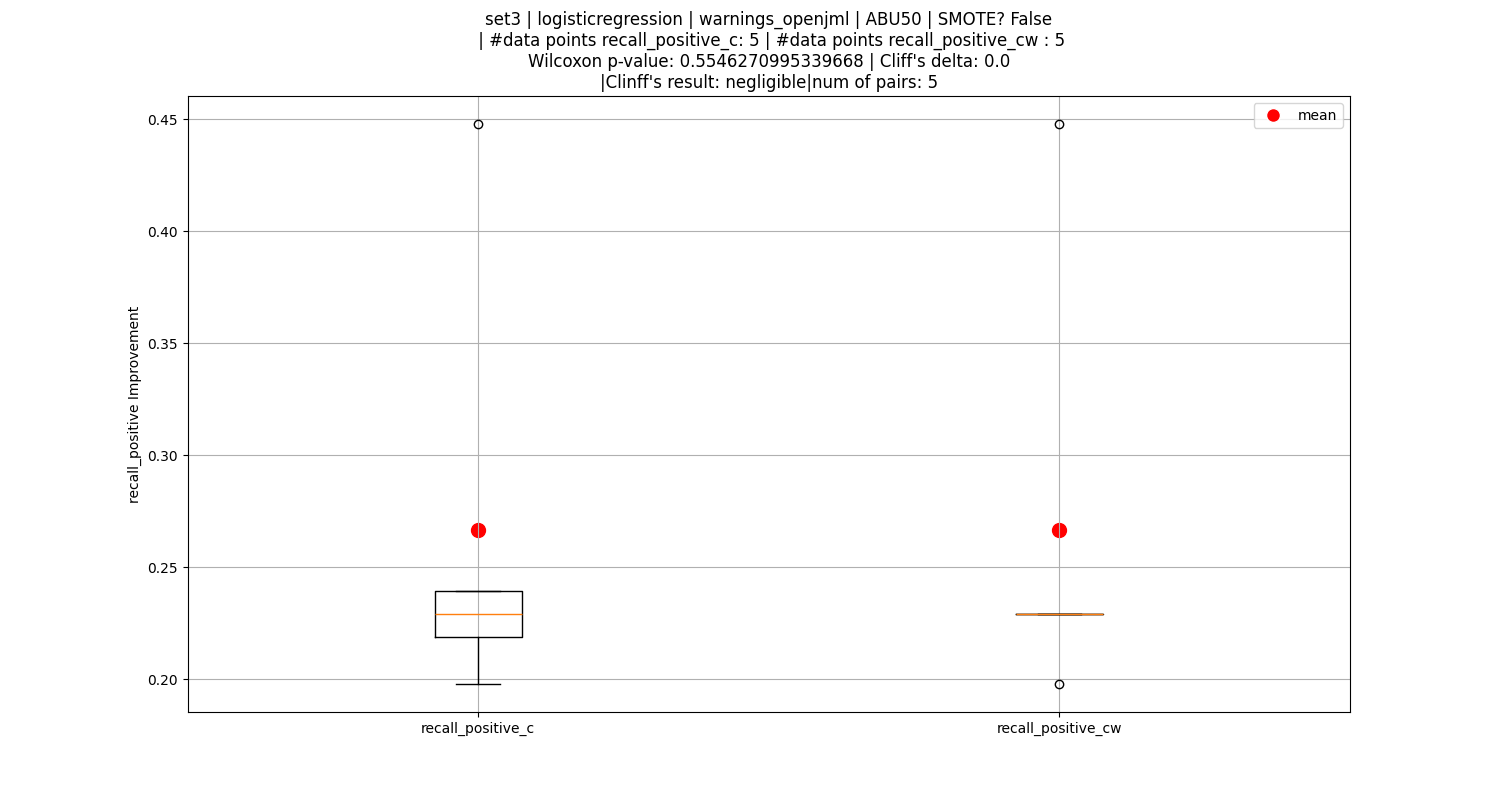 set3 | logisticregression | warnings_openjml | ABU50 | SMOTE? False
| #data points recall_positive_c: 5 | #data points recall_positive_cw : 5
Wilcoxon p-value: 0.5546270995339668 | Cliff's delta: 0.0
|Clinff's result: negligible|num of pairs: 5
mean
0.45
0.40
0.35
0.30
0.25
0.20
recall_positive Improvement
recall_positive_c
recall_positive_cw